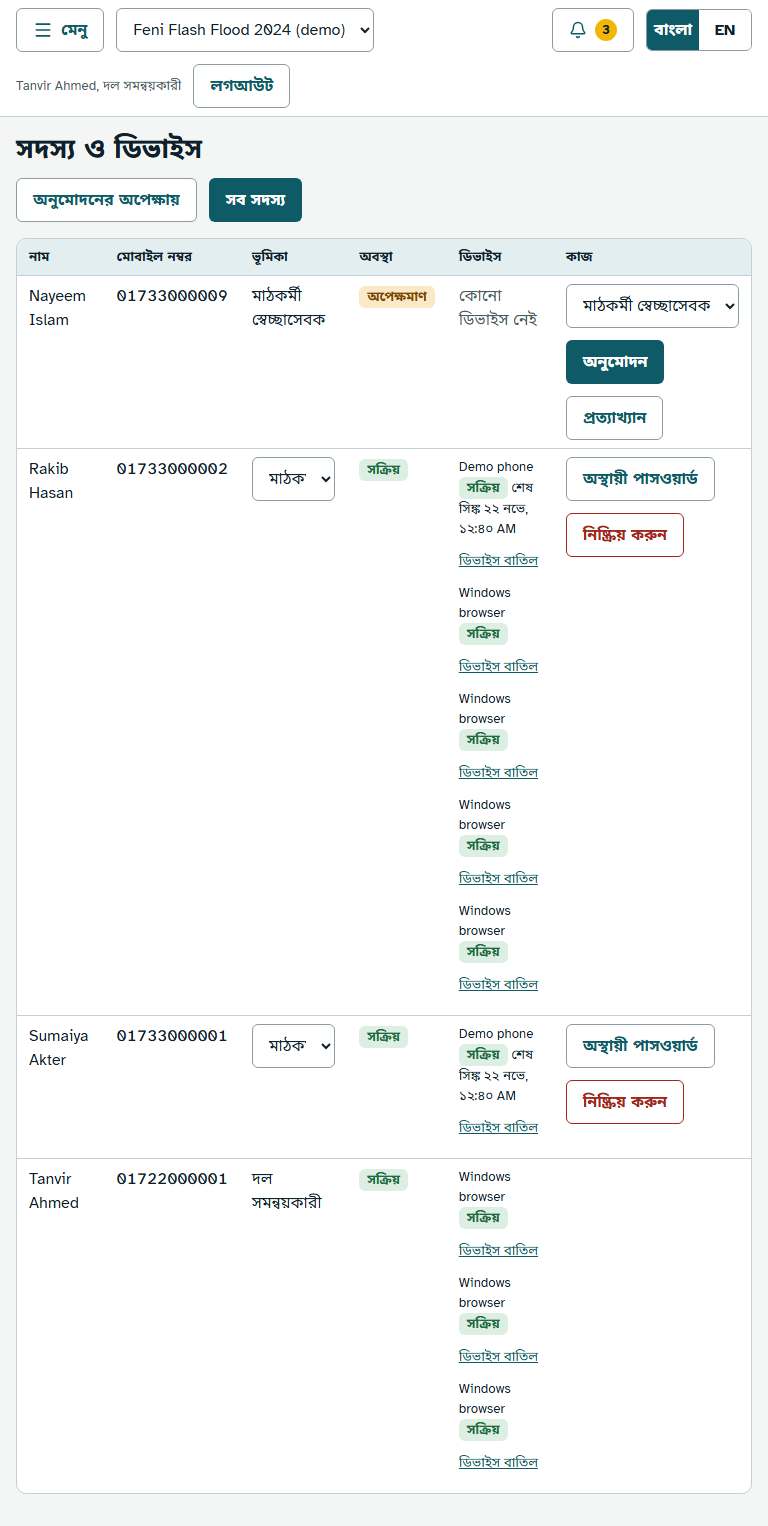 মেনু
Feni Flash Flood 2024 (demo)
3
বাংলা
EN
Tanvir Ahmed, দল সমন্বয়কারী
লগআউট
সদস্য ও ডিভাইস
অনুমোদনের অপেক্ষায়
সব সদস্য
নাম
মোবাইল নম্বর
ভূমিকা
অবস্থা
ডিভাইস
কাজ
Nayeem
Islam
01733000009
মাঠকর্মী
স্বেচ্ছাসেবক
অপেক্ষমাণ
কোনো
ডিভাইস নেই
মাঠকর্মী স্বেচ্ছাসেবক
অনুমোদন
প্রত্যাখ্যান
Rakib
Hasan
01733000002
মাঠক
সক্রিয়
Demo phone
সক্রিয় শেষ
সিঙ্ক ২২ নভে,
১২:৪০ AM
ডিভাইস বাতিল
Windows
browser
সক্রিয়
ডিভাইস বাতিল
Windows
browser
সক্রিয়
ডিভাইস বাতিল
Windows
browser
সক্রিয়
ডিভাইস বাতিল
Windows
browser
সক্রিয়
ডিভাইস বাতিল
অস্থায়ী পাসওয়ার্ড
নিষ্ক্রিয় করুন
Sumaiya
Akter
01733000001
মাঠক
সক্রিয়
Demo phone
সক্রিয় শেষ
সিঙ্ক ২২ নভে,
১২:৪০ AM
ডিভাইস বাতিল
অস্থায়ী পাসওয়ার্ড
নিষ্ক্রিয় করুন
Tanvir
Ahmed
01722000001
দল
সমন্বয়কারী
সক্রিয়
Windows
browser
সক্রিয়
ডিভাইস বাতিল
Windows
browser
সক্রিয়
ডিভাইস বাতিল
Windows
browser
সক্রিয়
ডিভাইস বাতিল